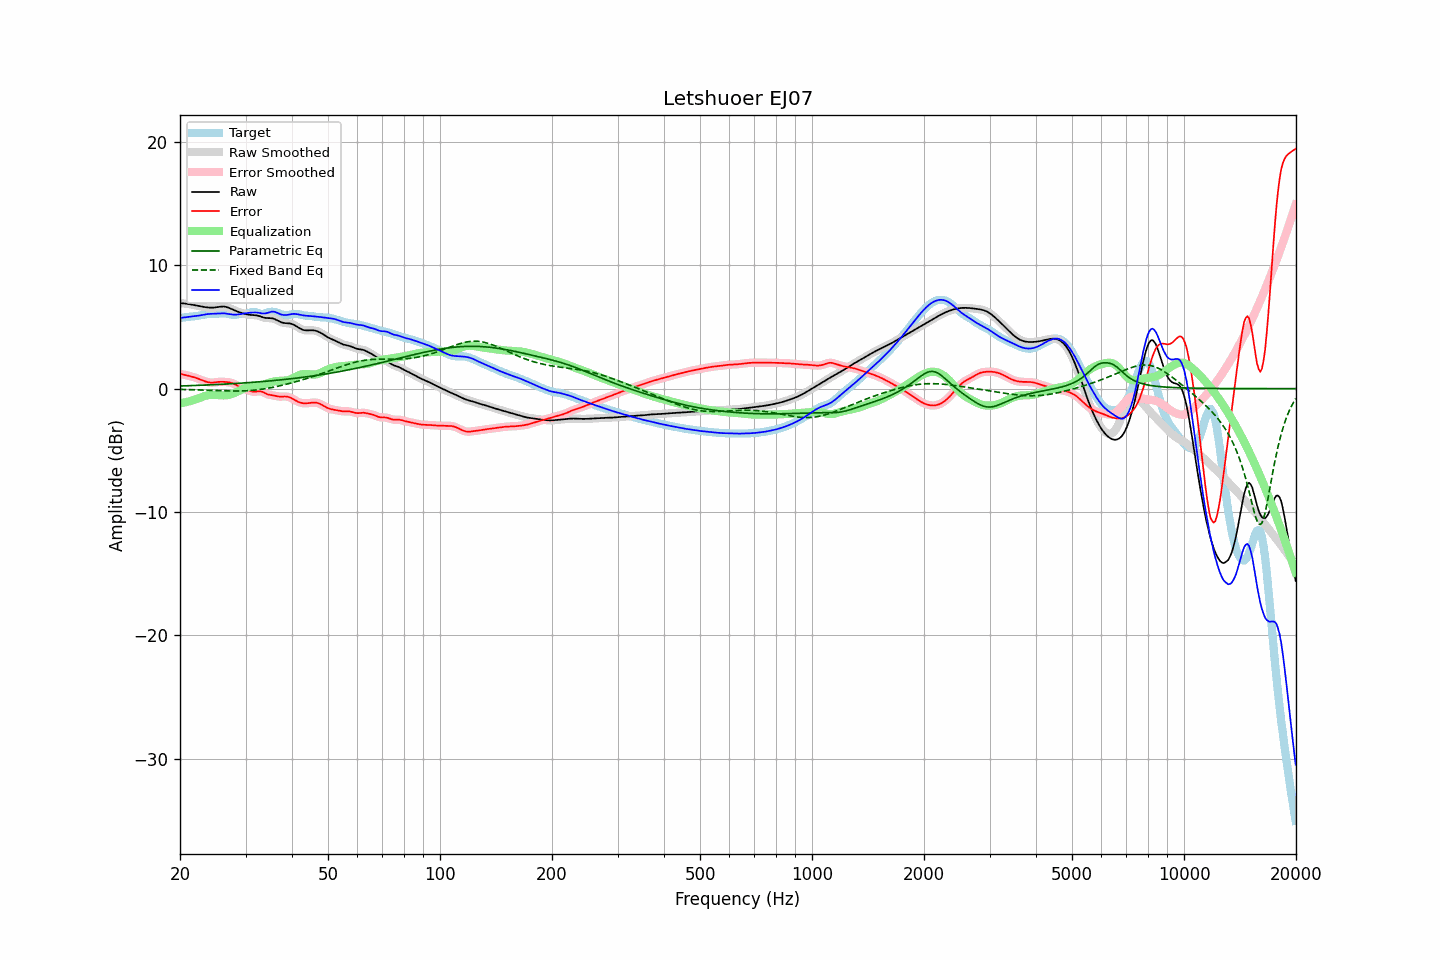 Letshuoer EJ07
Target
Raw Smoothed
Error Smoothed
Raw
Error
Equalization
Parametric Eq
Fixed Band Eq
Equalized
20
10
0
−10
−20
−30
Amplitude (dBr)
20 50 100 200 500 1000 2000 5000 10000 20000
Frequency (Hz)